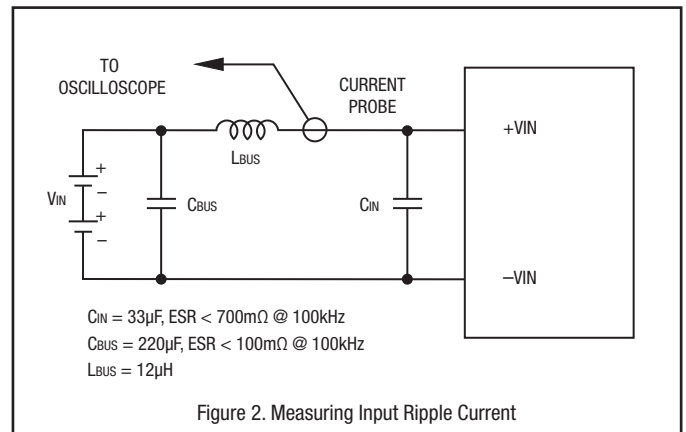 TO
OSCILLOSCOPE
CURRENT
PROBE
+VIN
LBUS
VIN
+
−
+
−
CBUS
CIN
−VIN
CIN = 33µF, ESR < 700mΩ @ 100kHz
CBUS = 220µF, ESR < 100mΩ @ 100kHz
LBUS = 12µH
Figure 2. Measuring Input Ripple Current